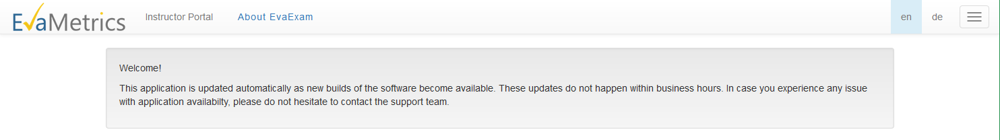 EvaMetrics Instructor Portal About EvaExam en de
Welcome!
This application is updated automatically as new builds of the software become available. These updates do not happen within business hours. In case you experience any issue
with application availabilty, please do not hesitate to contact the support team.